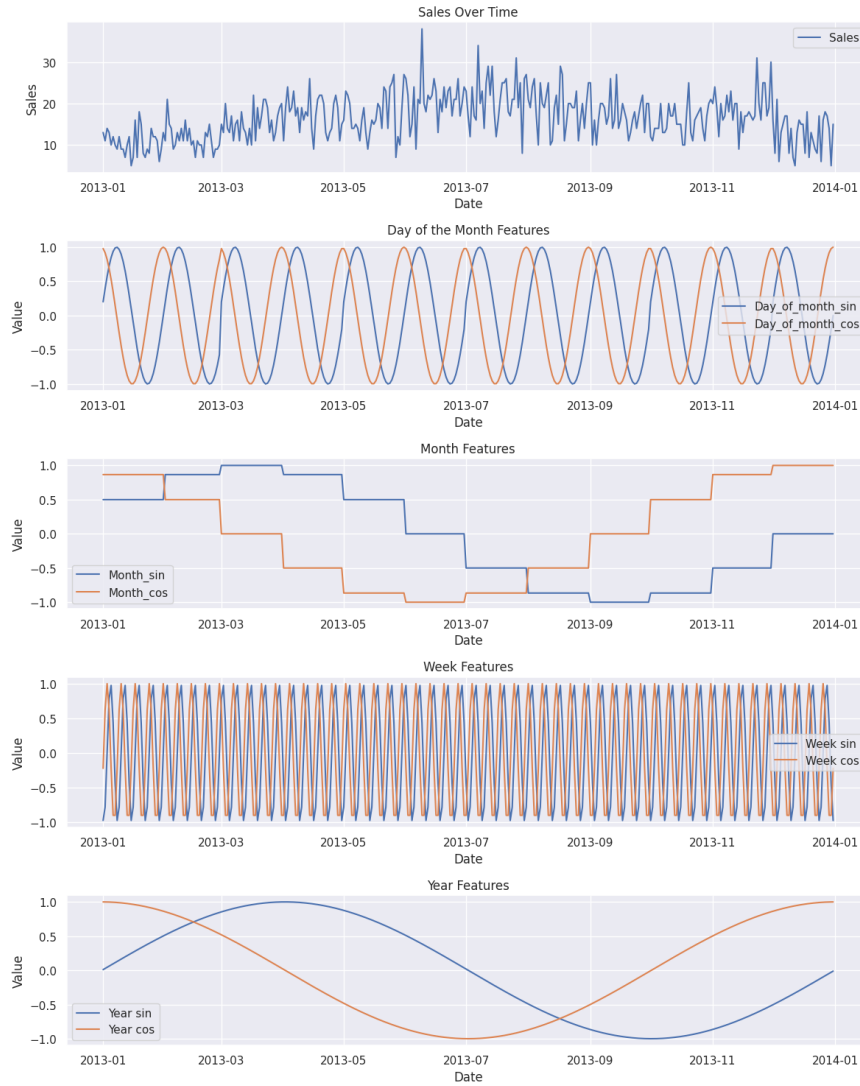 Sales Over Time
Sales
30
20
10
Sales
2013-01 2013-03 2013-05 2013-07 2013-09 2013-11 2014-01
Date
Day of the Month Features
1.0
0.5
0.0
−0.5
−1.0
Value
Day_of_month_sin
Day_of_month_cos
2013-01 2013-03 2013-05 2013-07 2013-09 2013-11 2014-01
Date
Month Features
1.0
0.5
0.0
−0.5
−1.0
Value
Month_sin
Month_cos
2013-01 2013-03 2013-05 2013-07 2013-09 2013-11 2014-01
Date
Week Features
1.0
0.5
0.0
−0.5
−1.0
Value
Week sin
Week cos
2013-01 2013-03 2013-05 2013-07 2013-09 2013-11 2014-01
Date
Year Features
1.0
0.5
0.0
−0.5
−1.0
Value
Year sin
Year cos
2013-01 2013-03 2013-05 2013-07 2013-09 2013-11 2014-01
Date